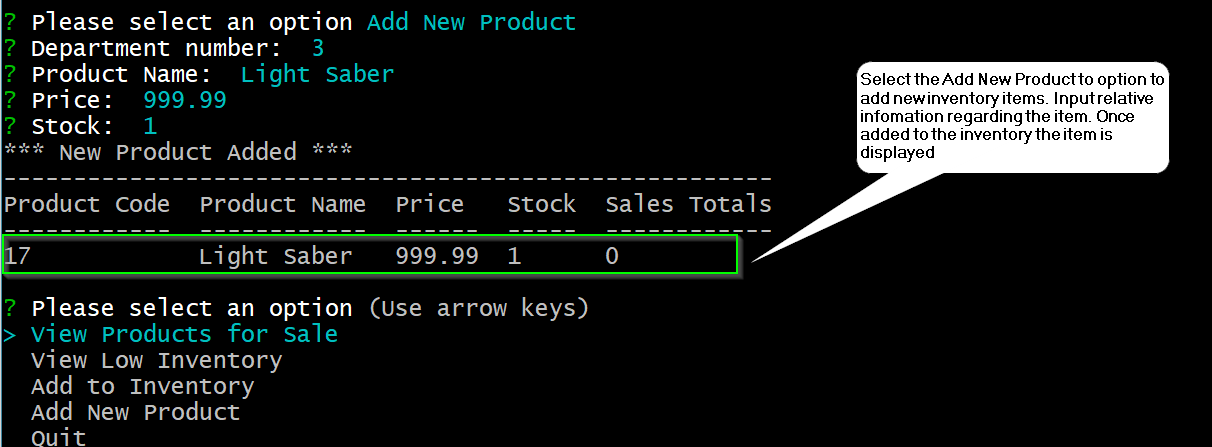 ? Please select an option Add New Product
? Department number:  3
? Product Name:  Light Saber
? Price:  999.99
? Stock:  1
*** New Product Added ***
-------------------------------------------------------
Product Code  Product Name  Price   Stock  Sales Totals
------------  ------------  ------  -----  ------------
17            Light Saber   999.99  1      0
? Please select an option (Use arrow keys)
> View Products for Sale
  View Low Inventory
  Add to Inventory
  Add New Product
  Quit
Select the Add New Product to option to
add new inventory items. Input relative
infomation regarding the item. Once
added to the inventory the item is
displayed